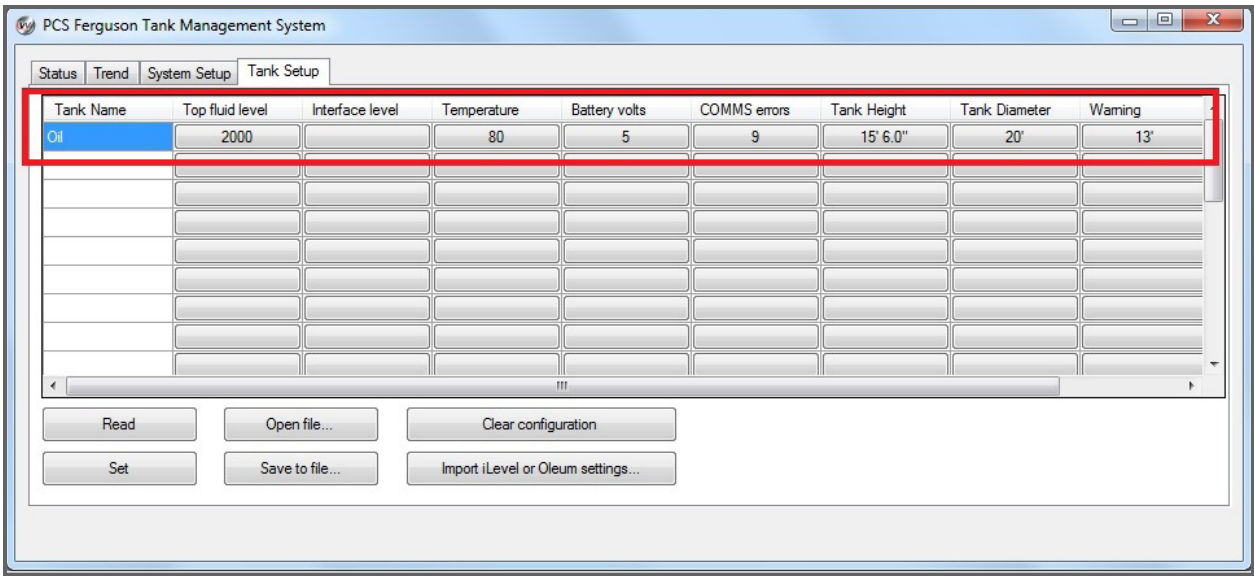 PCS Ferguson Tank Management System
Status Trend System Setup Tank Setup
Tank Name Top fluid level Interface level Temperature Battery volts COMMS errors Tank Height Tank Diameter Warning
Oil 2000 80 5 9 15' 6.0" 20' 13'
Read Open file... Clear configuration
Set Save to file... Import iLevel or Oleum settings...